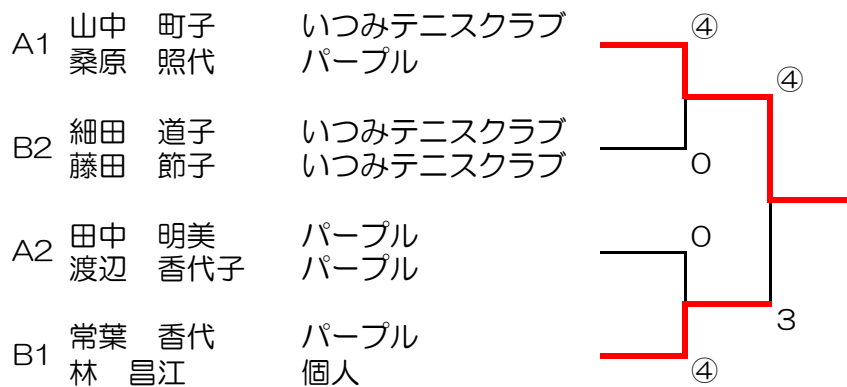 A1 山中　町子　いつみテニスクラブ ④
桑原　照代　パープル
④
B2 細田　道子　いつみテニスクラブ
藤田　節子　いつみテニスクラブ 0
A2 田中　明美　パープル 0
渡辺　香代子　パープル
3
B1 常葉　香代　パープル
林　昌江　個人 ④